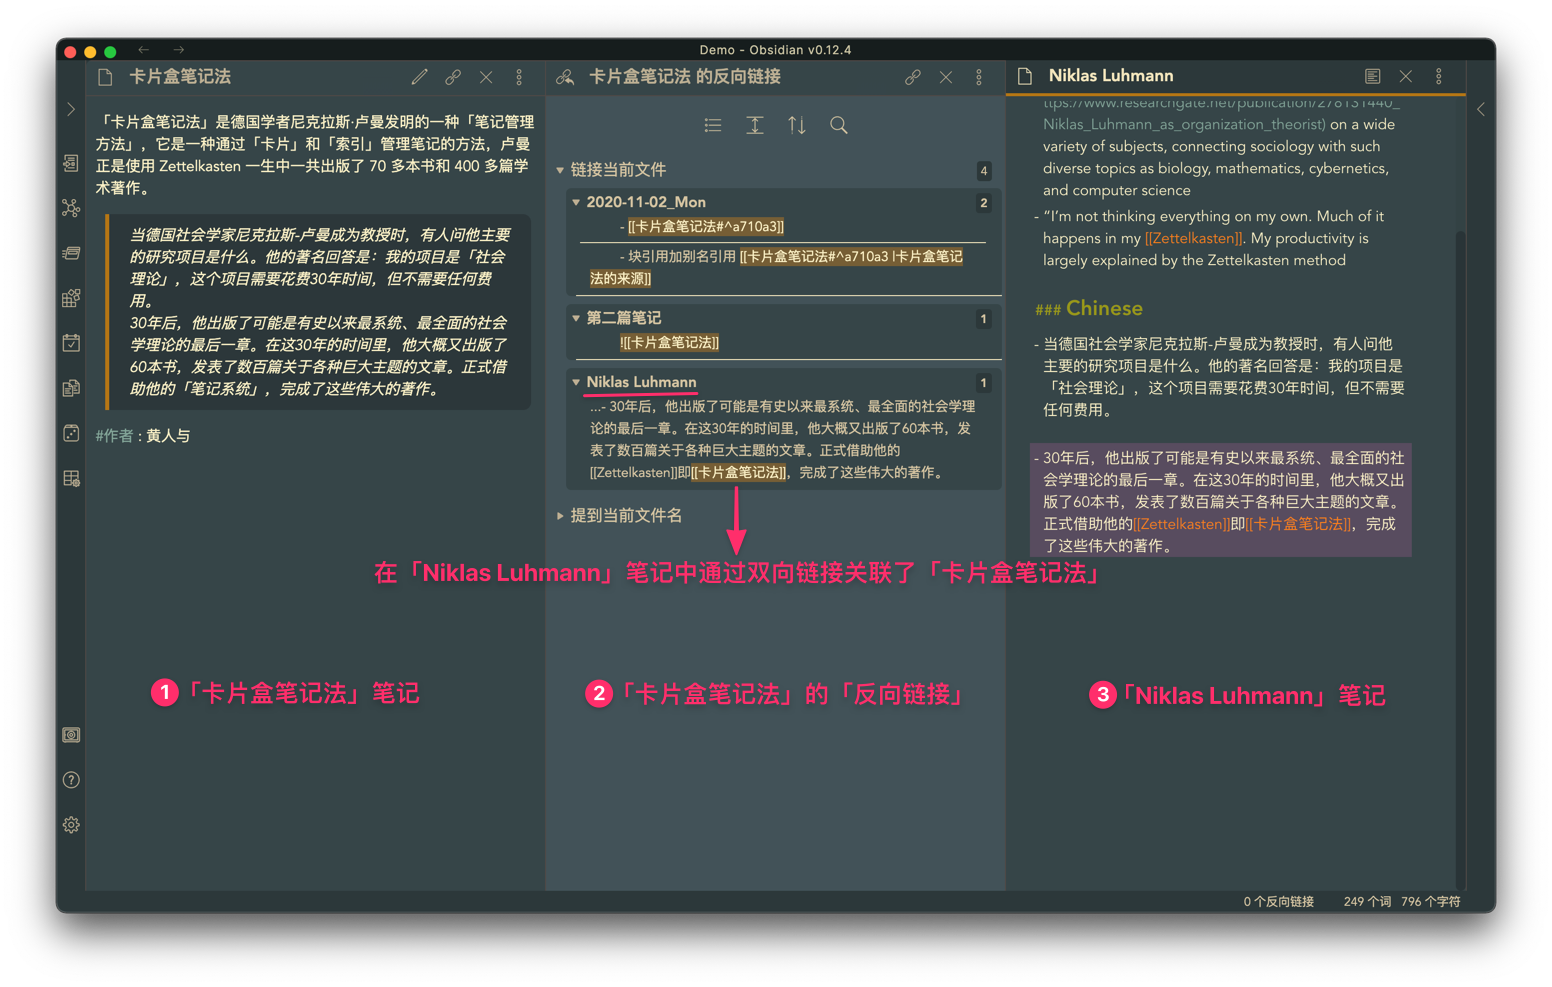 Demo - Obsidian v0.12.4
卡片盒笔记法
「卡片盒笔记法」是德国学者尼克拉斯·卢曼发明的一种「笔记管理
方法」，它是一种通过「卡片」和「索引」管理笔记的方法，卢曼
正是使用 Zettelkasten 一生中一共出版了 70 多本书和 400 多篇学
术著作。
当德国社会学家尼克拉斯-卢曼成为教授时，有人问他主要
的研究项目是什么。他的著名回答是：我的项目是「社会
理论」，这个项目需要花费30年时间，但不需要任何费
用。
30年后，他出版了可能是有史以来最系统、最全面的社会
学理论的最后一章。在这30年的时间里，他大概又出版了
60本书，发表了数百篇关于各种巨大主题的文章。正式借
助他的「笔记系统」，完成了这些伟大的著作。
#作者 : 黄人与
卡片盒笔记法 的反向链接
链接当前文件 4
2020-11-02_Mon 2
- [[卡片盒笔记法#^a710a3]]
- 块引用加别名引用 [[卡片盒笔记法#^a710a3 |卡片盒笔记
法的来源]]
第二篇笔记 1
![[卡片盒笔记法]]
Niklas Luhmann 1
...- 30年后，他出版了可能是有史以来最系统、最全面的社会学理
论的最后一章。在这30年的时间里，他大概又出版了60本书，发
表了数百篇关于各种巨大主题的文章。正式借助他的
[[Zettelkasten]]即[[卡片盒笔记法]]，完成了这些伟大的著作。
提到当前文件名
Niklas Luhmann
ttps://www.researchgate.net/publication/278131440_
Niklas_Luhmann_as_organization_theorist) on a wide
variety of subjects, connecting sociology with such
diverse topics as biology, mathematics, cybernetics,
and computer science
- “I’m not thinking everything on my own. Much of it
happens in my [[Zettelkasten]]. My productivity is
largely explained by the Zettelkasten method
### Chinese
- 当德国社会学家尼克拉斯-卢曼成为教授时，有人问他
主要的研究项目是什么。他的著名回答是：我的项目是
「社会理论」，这个项目需要花费30年时间，但不需要
任何费用。
- 30年后，他出版了可能是有史以来最系统、最全面的社
会学理论的最后一章。在这30年的时间里，他大概又出
版了60本书，发表了数百篇关于各种巨大主题的文章。
正式借助他的[[Zettelkasten]]即[[卡片盒笔记法]]，完成
了这些伟大的著作。
在「Niklas Luhmann」笔记中通过双向链接关联了「卡片盒笔记法」
1「卡片盒笔记法」笔记
2「卡片盒笔记法」的「反向链接」
3「Niklas Luhmann」笔记
0 个反向链接 249 个词 796 个字符